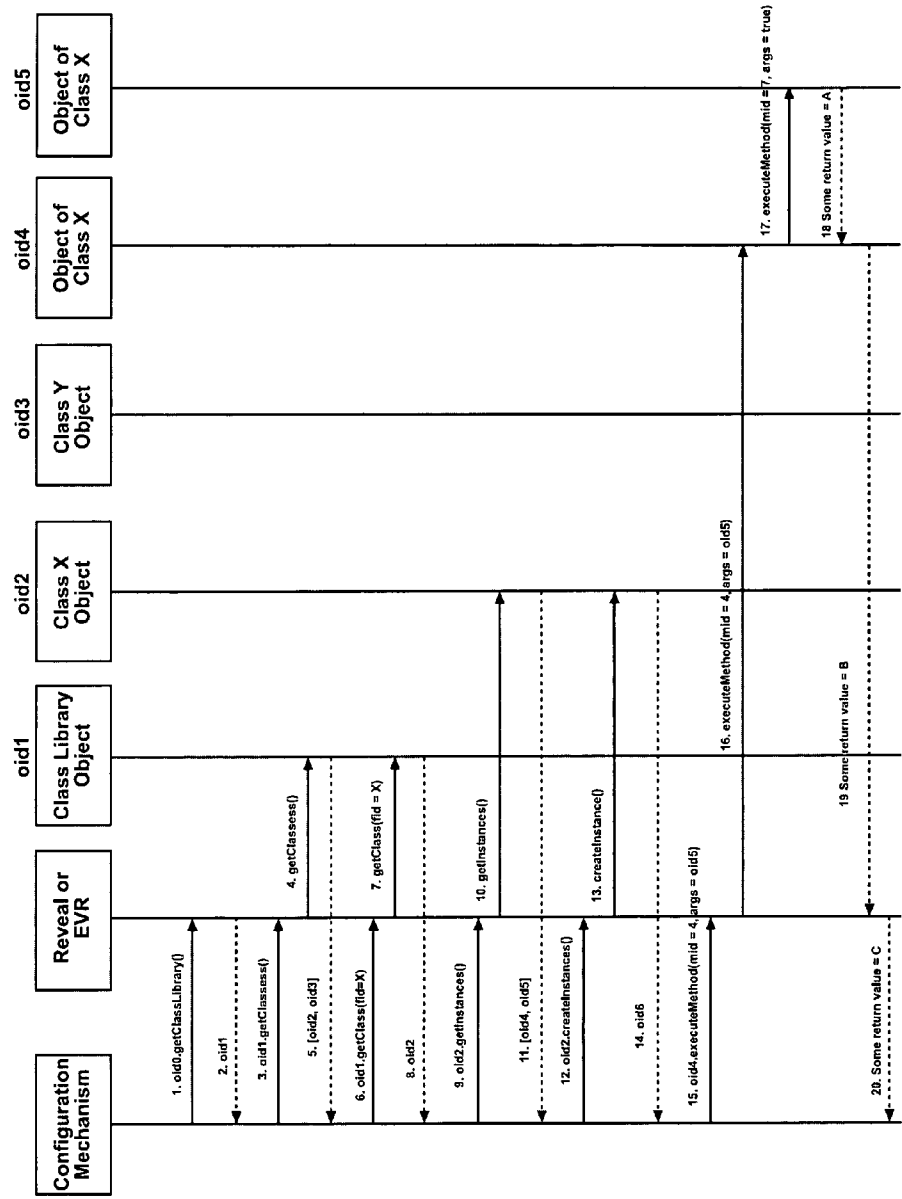 Configuration
Mechanism
Reveal or
EVR
oid1
Class Library
Object
oid2
Class X
Object
oid3
Class Y
Object
oid4
Object of
Class X
oid5
Object of
Class X
1. oid0.getClassLibrary()
2. oid1
3. oid1.getClassess()
4. getClassess()
5. [oid2, oid3]
6. oid1.getClass(fid=X)
7. getClass(fid = X)
8. oid2
9. oid2.getInstances()
10. getInstances()
11. [oid4, oid5]
12. oid2.createInstances()
13. createInstance()
14. oid6
15. oid4.executeMethod(mid = 4, args = oid5)
16. executeMethod(mid = 4, args = oid5)
17. executeMethod(mid = 7, args = true)
18 Some return value = A
19 Some return value = B
20. Some return value = C